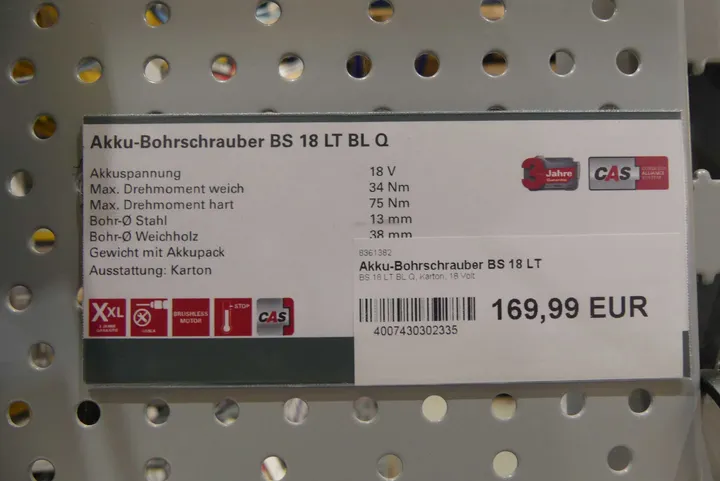 Akku-Bohrschrauber BS 18 LT BL Q
Akkuspannung 18 V
Max. Drehmoment weich 34 Nm
Max. Drehmoment hart 75 Nm
Bohr-Ø Stahl 13 mm
Bohr-Ø Weichholz 38 mm
Gewicht mit Akkupack
Ausstattung: Karton
3 Jahre
CAS
8361382
Akku-Bohrschrauber BS 18 LT
BS 18 LT BL Q, Karton, 18 Volt
169,99 EUR
4007430302335
XXL
BRUSHLESS
MOTOR
STOP
CAS